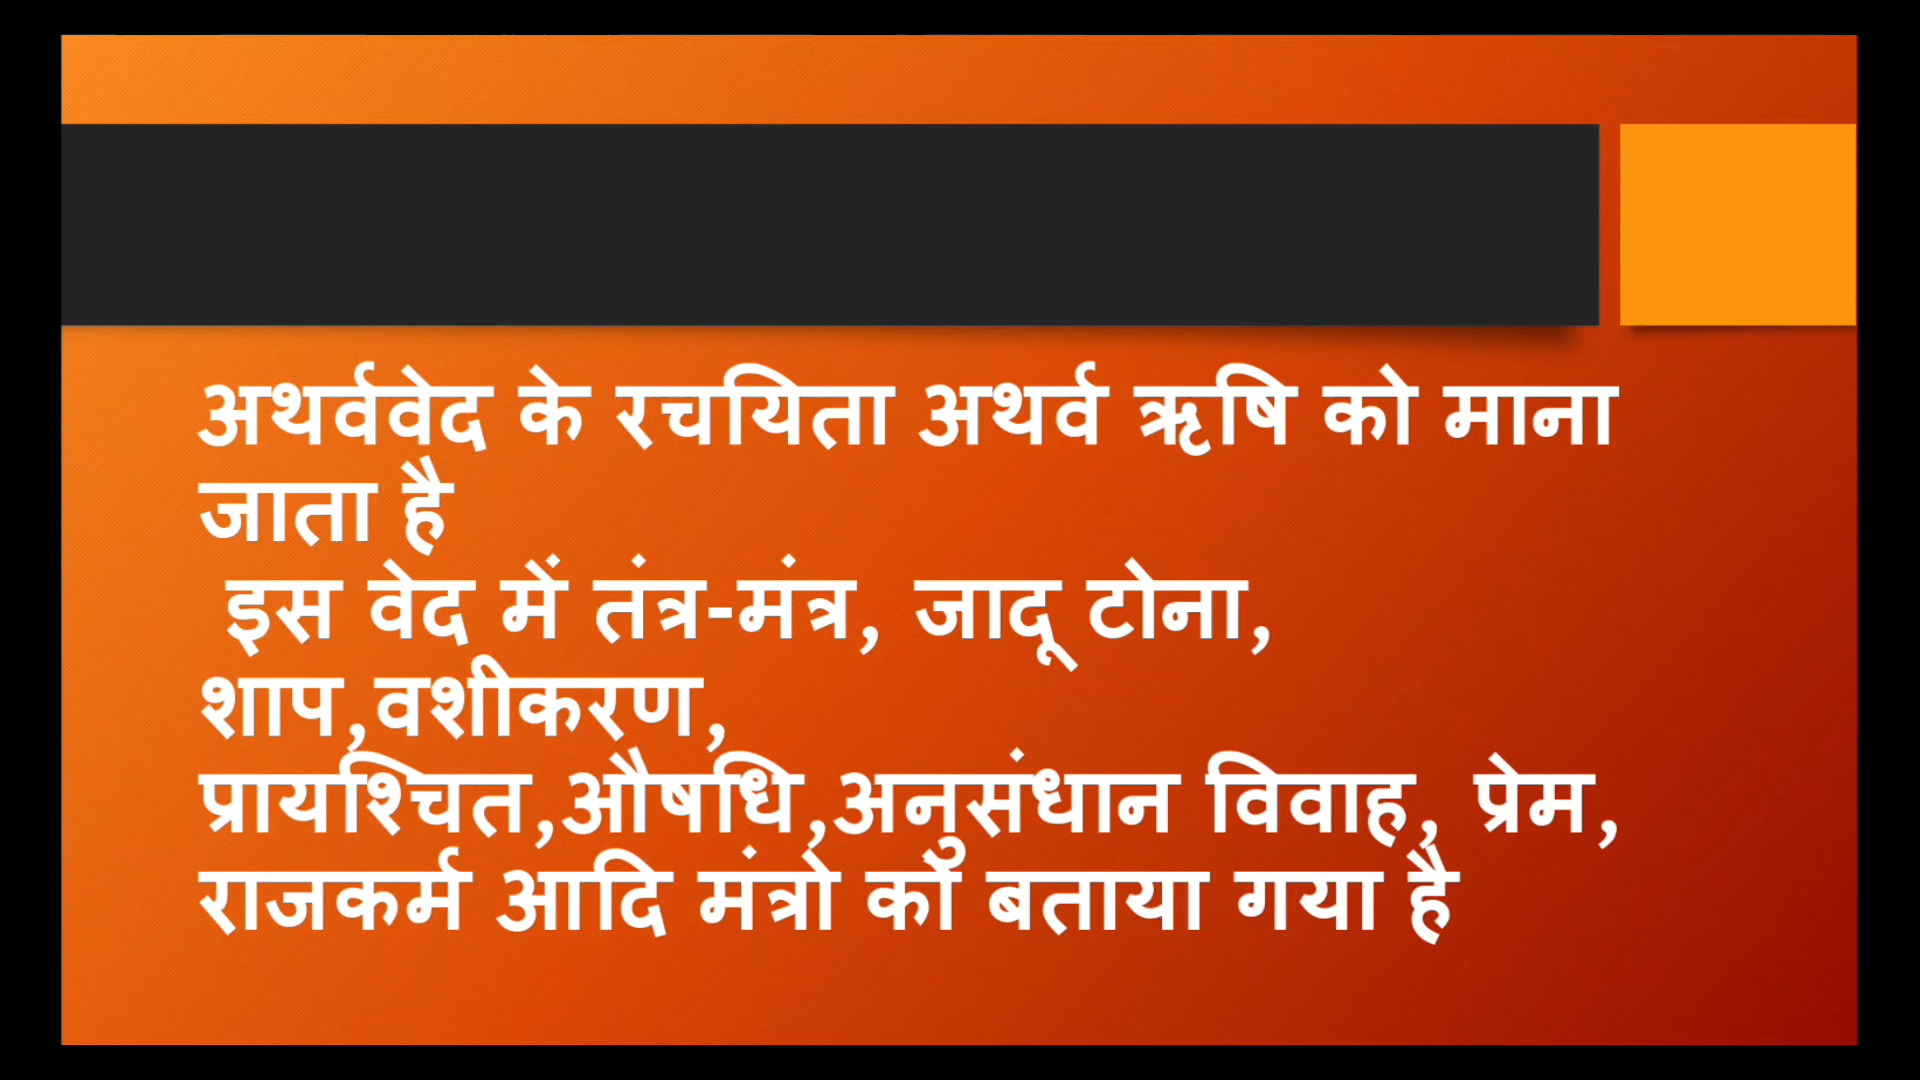 अथर्ववेद के रचयिता अथर्व ऋषि को माना
जाता है
इस वेद में तंत्र-मंत्र, जादू टोना,
शाप,वशीकरण,
प्रायश्चित,औषधि,अनुसंधान विवाह, प्रेम,
राजकर्म आदि मंत्रो को बताया गया है